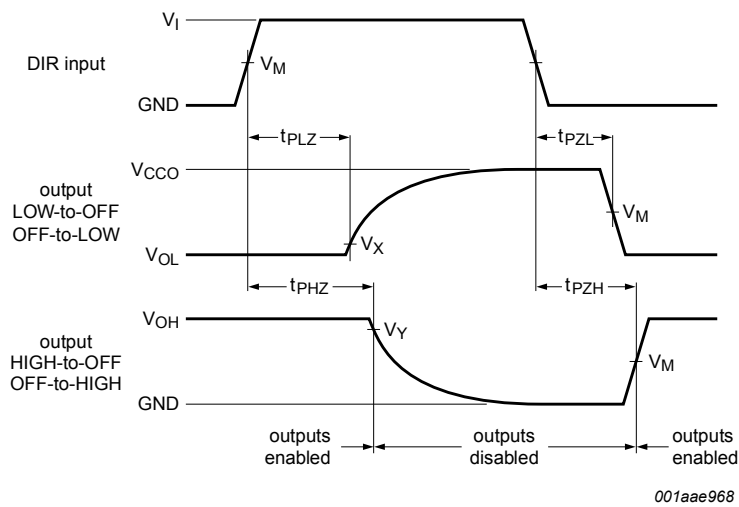 V_I
DIR input
V_M
GND
t_PLZ
t_PZL
V_CCO
output
LOW-to-OFF
OFF-to-LOW
V_M
V_X
V_OL
t_PHZ
t_PZH
V_OH
V_Y
output
HIGH-to-OFF
OFF-to-HIGH
V_M
GND
outputs
enabled
outputs
disabled
outputs
enabled
001aae968